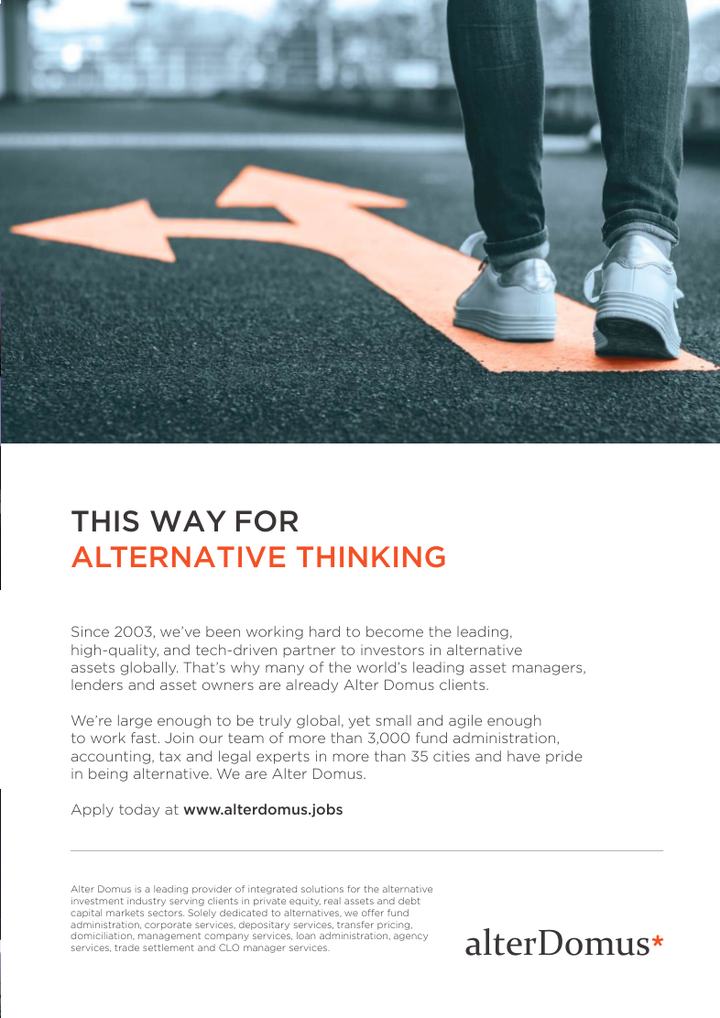 THIS WAY FOR
ALTERNATIVE THINKING
Since 2003, we've been working hard to become the leading,
high-quality, and tech-driven partner to investors in alternative
assets globally. That's why many of the world's leading asset managers,
lenders and asset owners are already Alter Domus clients.
We're large enough to be truly global, yet small and agile enough
to work fast. Join our team of more than 3,000 fund administration,
accounting, tax and legal experts in more than 35 cities and have pride
in being alternative. We are Alter Domus.
Apply today at www.alterdomus.jobs
Alter Domus is a leading provider of integrated solutions for the alternative
investment industry serving clients in private equity, real assets and debt
capital markets sectors. Solely dedicated to alternatives, we offer fund
administration, corporate services, depositary services, transfer pricing,
domiciliation, management company services, loan administration, agency
services, trade settlement and CLO manager services.
alterDomus*